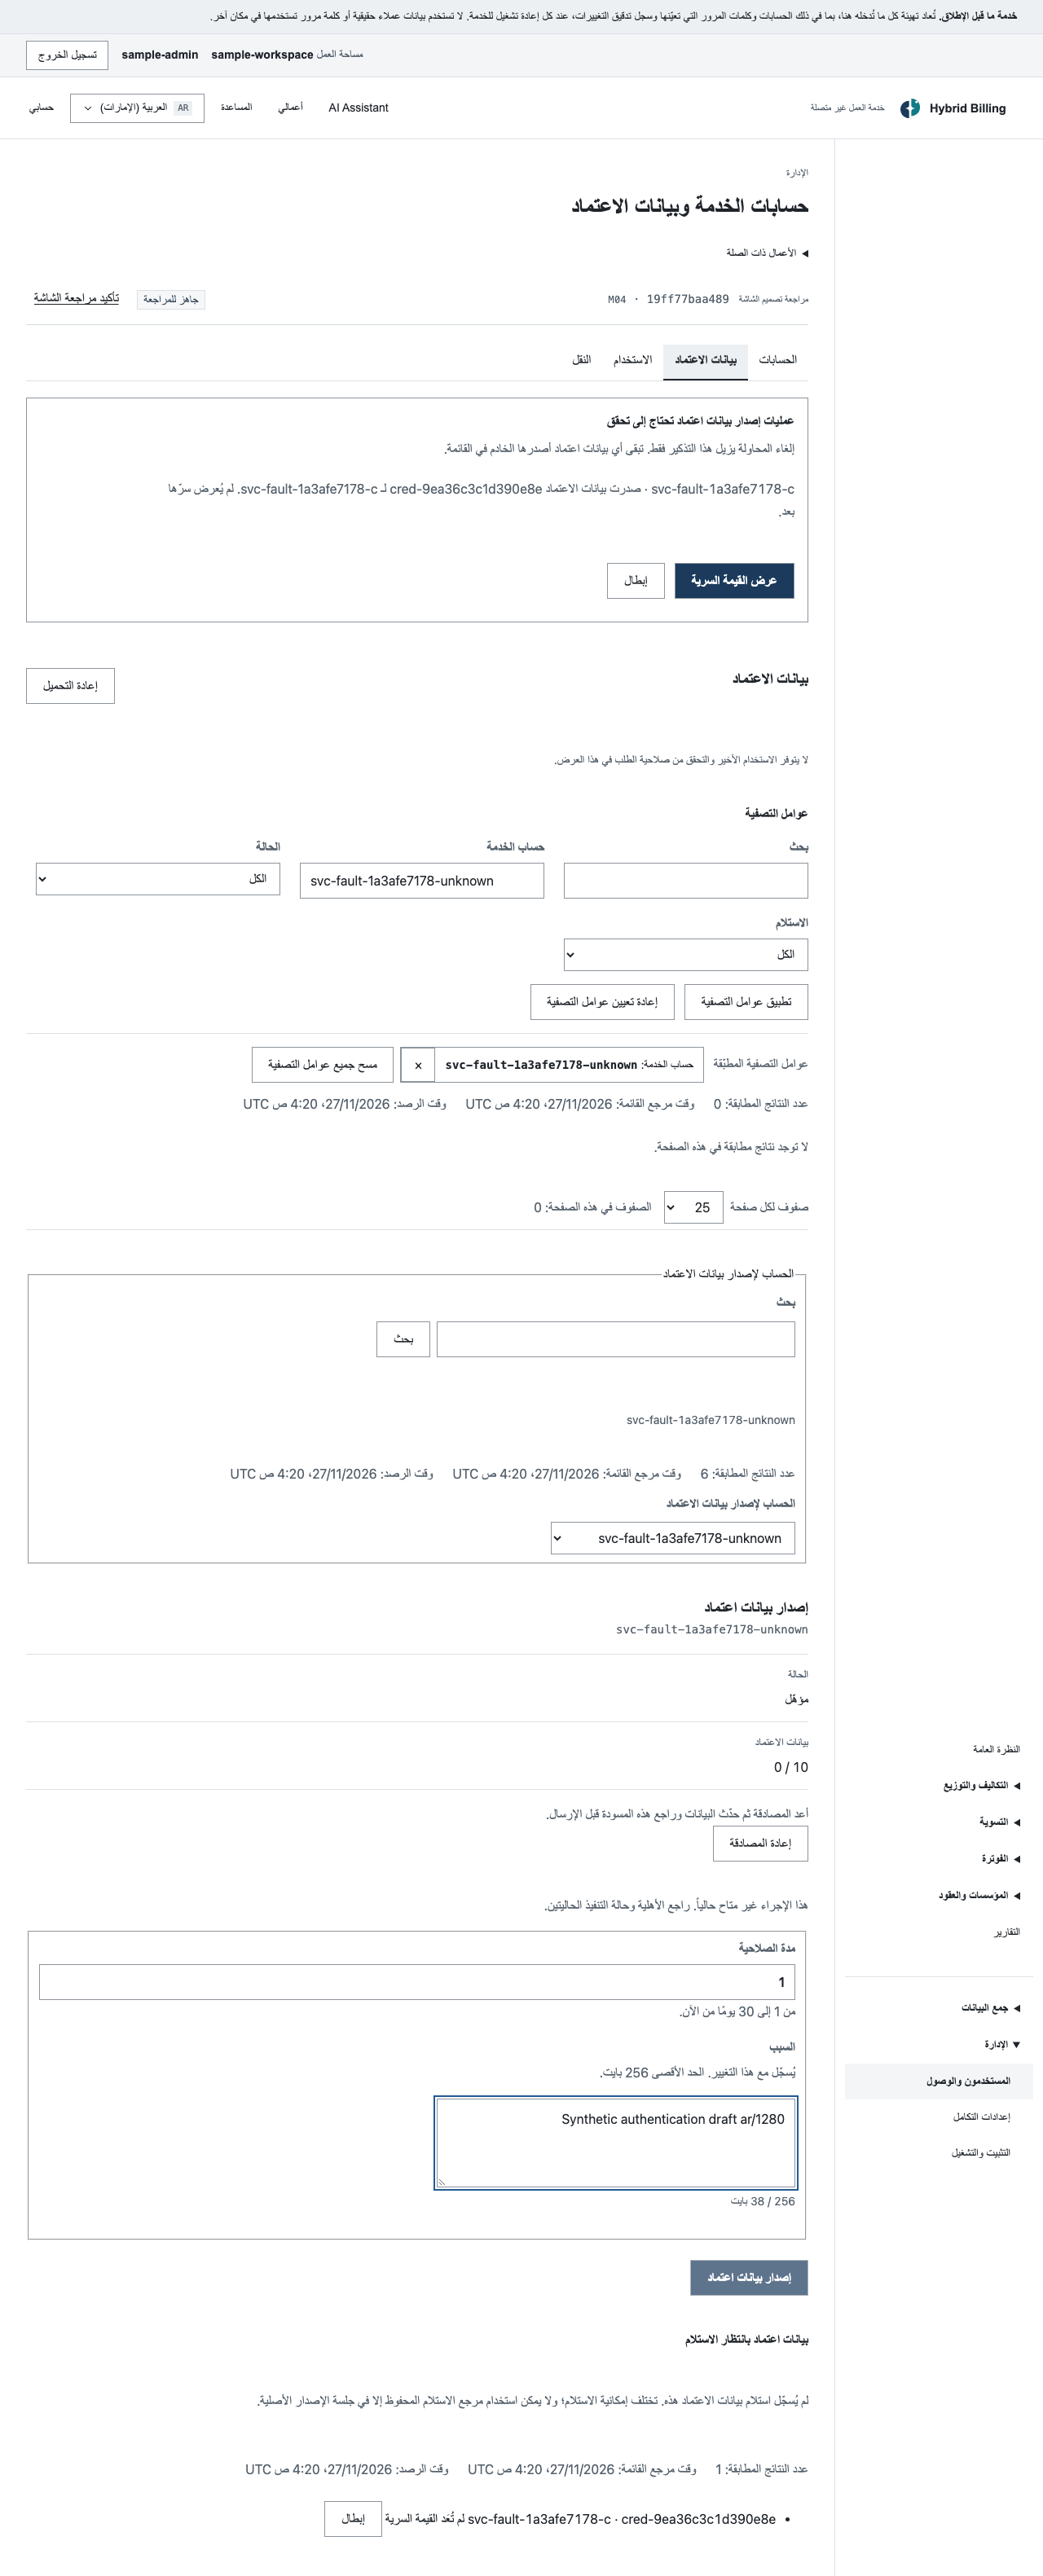 خدمة ما قبل الإطلاق. تُعاد تهيئة كل ما تُدخله هنا، بما في ذلك الحسابات وكلمات المرور التي تعيّنها وسجل تدقيق التغييرات، عند كل إعادة تشغيل للخدمة. لا تستخدم بيانات عملاء حقيقية أو كلمة مرور تستخدمها في مكان آخر.
مساحة العمل sample-workspace sample-admin تسجيل الخروج
Hybrid Billing خدمة العمل غير متصلة AI Assistant أعمالي المساعدة AR العربية (الإمارات) حسابي
الإدارة
حسابات الخدمة وبيانات الاعتماد
الأعمال ذات الصلة
مراجعة تصميم الشاشة M04 · 19ff77baa489 جاهز للمراجعة تأكيد مراجعة الشاشة
الحسابات بيانات الاعتماد الاستخدام النقل
عمليات إصدار بيانات اعتماد تحتاج إلى تحقق
إلغاء المحاولة يزيل هذا التذكير فقط. تبقى أي بيانات اعتماد أصدرها الخادم في القائمة.
svc-fault-1a3afe7178-c · صدرت بيانات الاعتماد cred-9ea36c3c1d390e8e لـ svc-fault-1a3afe7178-c. لم يُعرض سرّها
بعد.
عرض القيمة السرية إبطال
بيانات الاعتماد إعادة التحميل
لا يتوفر الاستخدام الأخير والتحقق من صلاحية الطلب في هذا العرض.
عوامل التصفية
بحث حساب الخدمة الحالة
svc-fault-1a3afe7178-unknown الكل
الاستلام
الكل
تطبيق عوامل التصفية إعادة تعيين عوامل التصفية
عوامل التصفية المطبّقة حساب الخدمة: svc-fault-1a3afe7178-unknown × مسح جميع عوامل التصفية
عدد النتائج المطابقة: 0 وقت مرجع القائمة: 27/11/2026، 4:20 ص UTC وقت الرصد: 27/11/2026، 4:20 ص UTC
لا توجد نتائج مطابقة في هذه الصفحة.
صفوف لكل صفحة 25 الصفوف في هذه الصفحة: 0
الحساب لإصدار بيانات الاعتماد
بحث
بحث
svc-fault-1a3afe7178-unknown
عدد النتائج المطابقة: 6 وقت مرجع القائمة: 27/11/2026، 4:20 ص UTC وقت الرصد: 27/11/2026، 4:20 ص UTC
الحساب لإصدار بيانات الاعتماد
svc-fault-1a3afe7178-unknown
إصدار بيانات اعتماد
svc-fault-1a3afe7178-unknown
الحالة
مؤهّل
بيانات الاعتماد
0 / 10
أعد المصادقة ثم حدّث البيانات وراجع هذه المسودة قبل الإرسال.
إعادة المصادقة
هذا الإجراء غير متاح حالياً. راجع الأهلية وحالة التنفيذ الحاليتين.
مدة الصلاحية
1
من 1 إلى 30 يومًا من الآن.
السبب
يُسجّل مع هذا التغيير. الحد الأقصى 256 بايت.
Synthetic authentication draft ar/1280
256 / 38 بايت
إصدار بيانات اعتماد
بيانات اعتماد بانتظار الاستلام
لم يُسجّل استلام بيانات الاعتماد هذه. تختلف إمكانية الاستلام؛ ولا يمكن استخدام مرجع الاستلام المحفوظ إلا في جلسة الإصدار الأصلية.
عدد النتائج المطابقة: 1 وقت مرجع القائمة: 27/11/2026، 4:20 ص UTC وقت الرصد: 27/11/2026، 4:20 ص UTC
svc-fault-1a3afe7178-c · cred-9ea36c3c1d390e8e لم تُعَد القيمة السرية إبطال
النظرة العامة
التكاليف والتوزيع
التسوية
الفوترة
المؤسسات والعقود
التقارير
جمع البيانات
الإدارة
المستخدمون والوصول
إعدادات التكامل
التثبيت والتشغيل